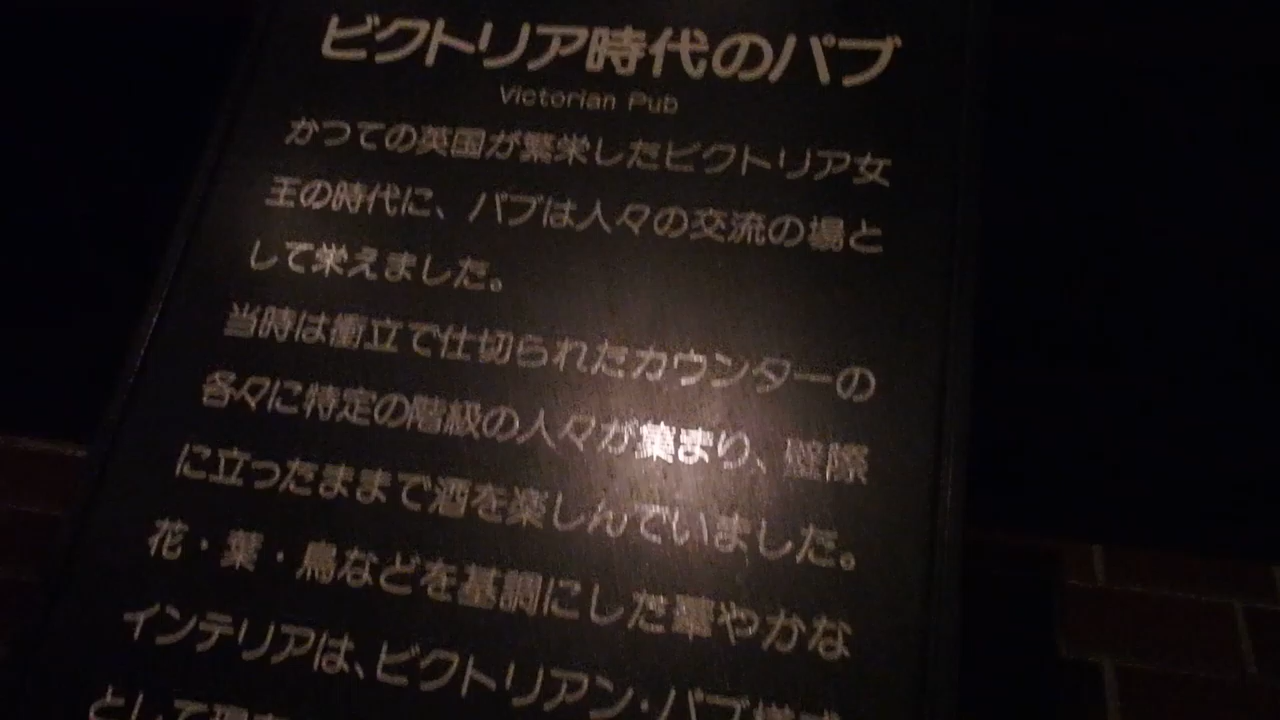 ビクトリア時代のパブ
Victorian Pub
かつての英国が繁栄したビクトリア女
王の時代に、パブは人々の交流の場と
して栄えました。
当時は衝立で仕切られたカウンターの
各々に特定の階級の人々が集まり、壁際
に立ったままで酒を楽しんでいました。
花・葉・鳥などを基調にした華やかな
インテリアは、ビクトリアン・パブ様式
として